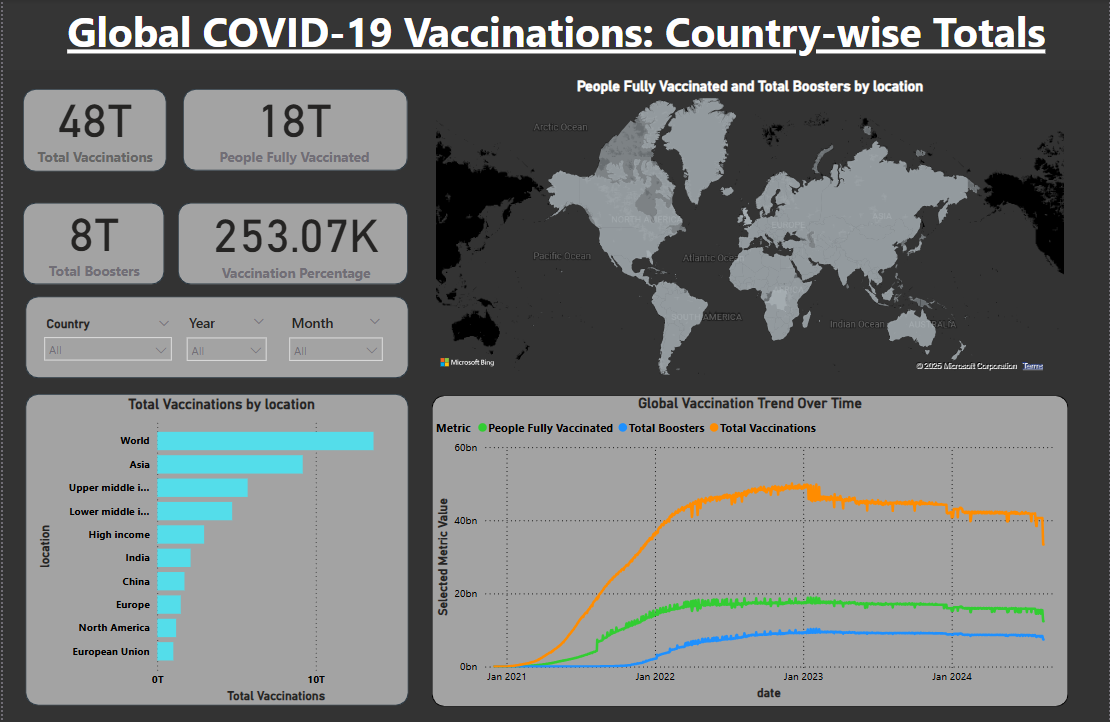 Global COVID-19 Vaccinations: Country-wise Totals
48T
Total Vaccinations
18T
People Fully Vaccinated
8T
Total Boosters
253.07K
Vaccination Percentage
Country
All
Year
All
Month
All
People Fully Vaccinated and Total Boosters by location
Arctic Ocean
NORTH AMERICA
EUROPE
ASIA
Pacific Ocean
Atlantic Ocean
AFRICA
SOUTH AMERICA
Indian Ocean
AUSTRALIA
Microsoft Bing
© 2025 Microsoft Corporation Terms
Total Vaccinations by location
location
World
Asia
Upper middle i...
Lower middle i...
High income
India
China
Europe
North America
European Union
0T 10T
Total Vaccinations
Global Vaccination Trend Over Time
Metric People Fully Vaccinated Total Boosters Total Vaccinations
Selected Metric Value
60bn
40bn
20bn
0bn
Jan 2021 Jan 2022 Jan 2023 Jan 2024
date